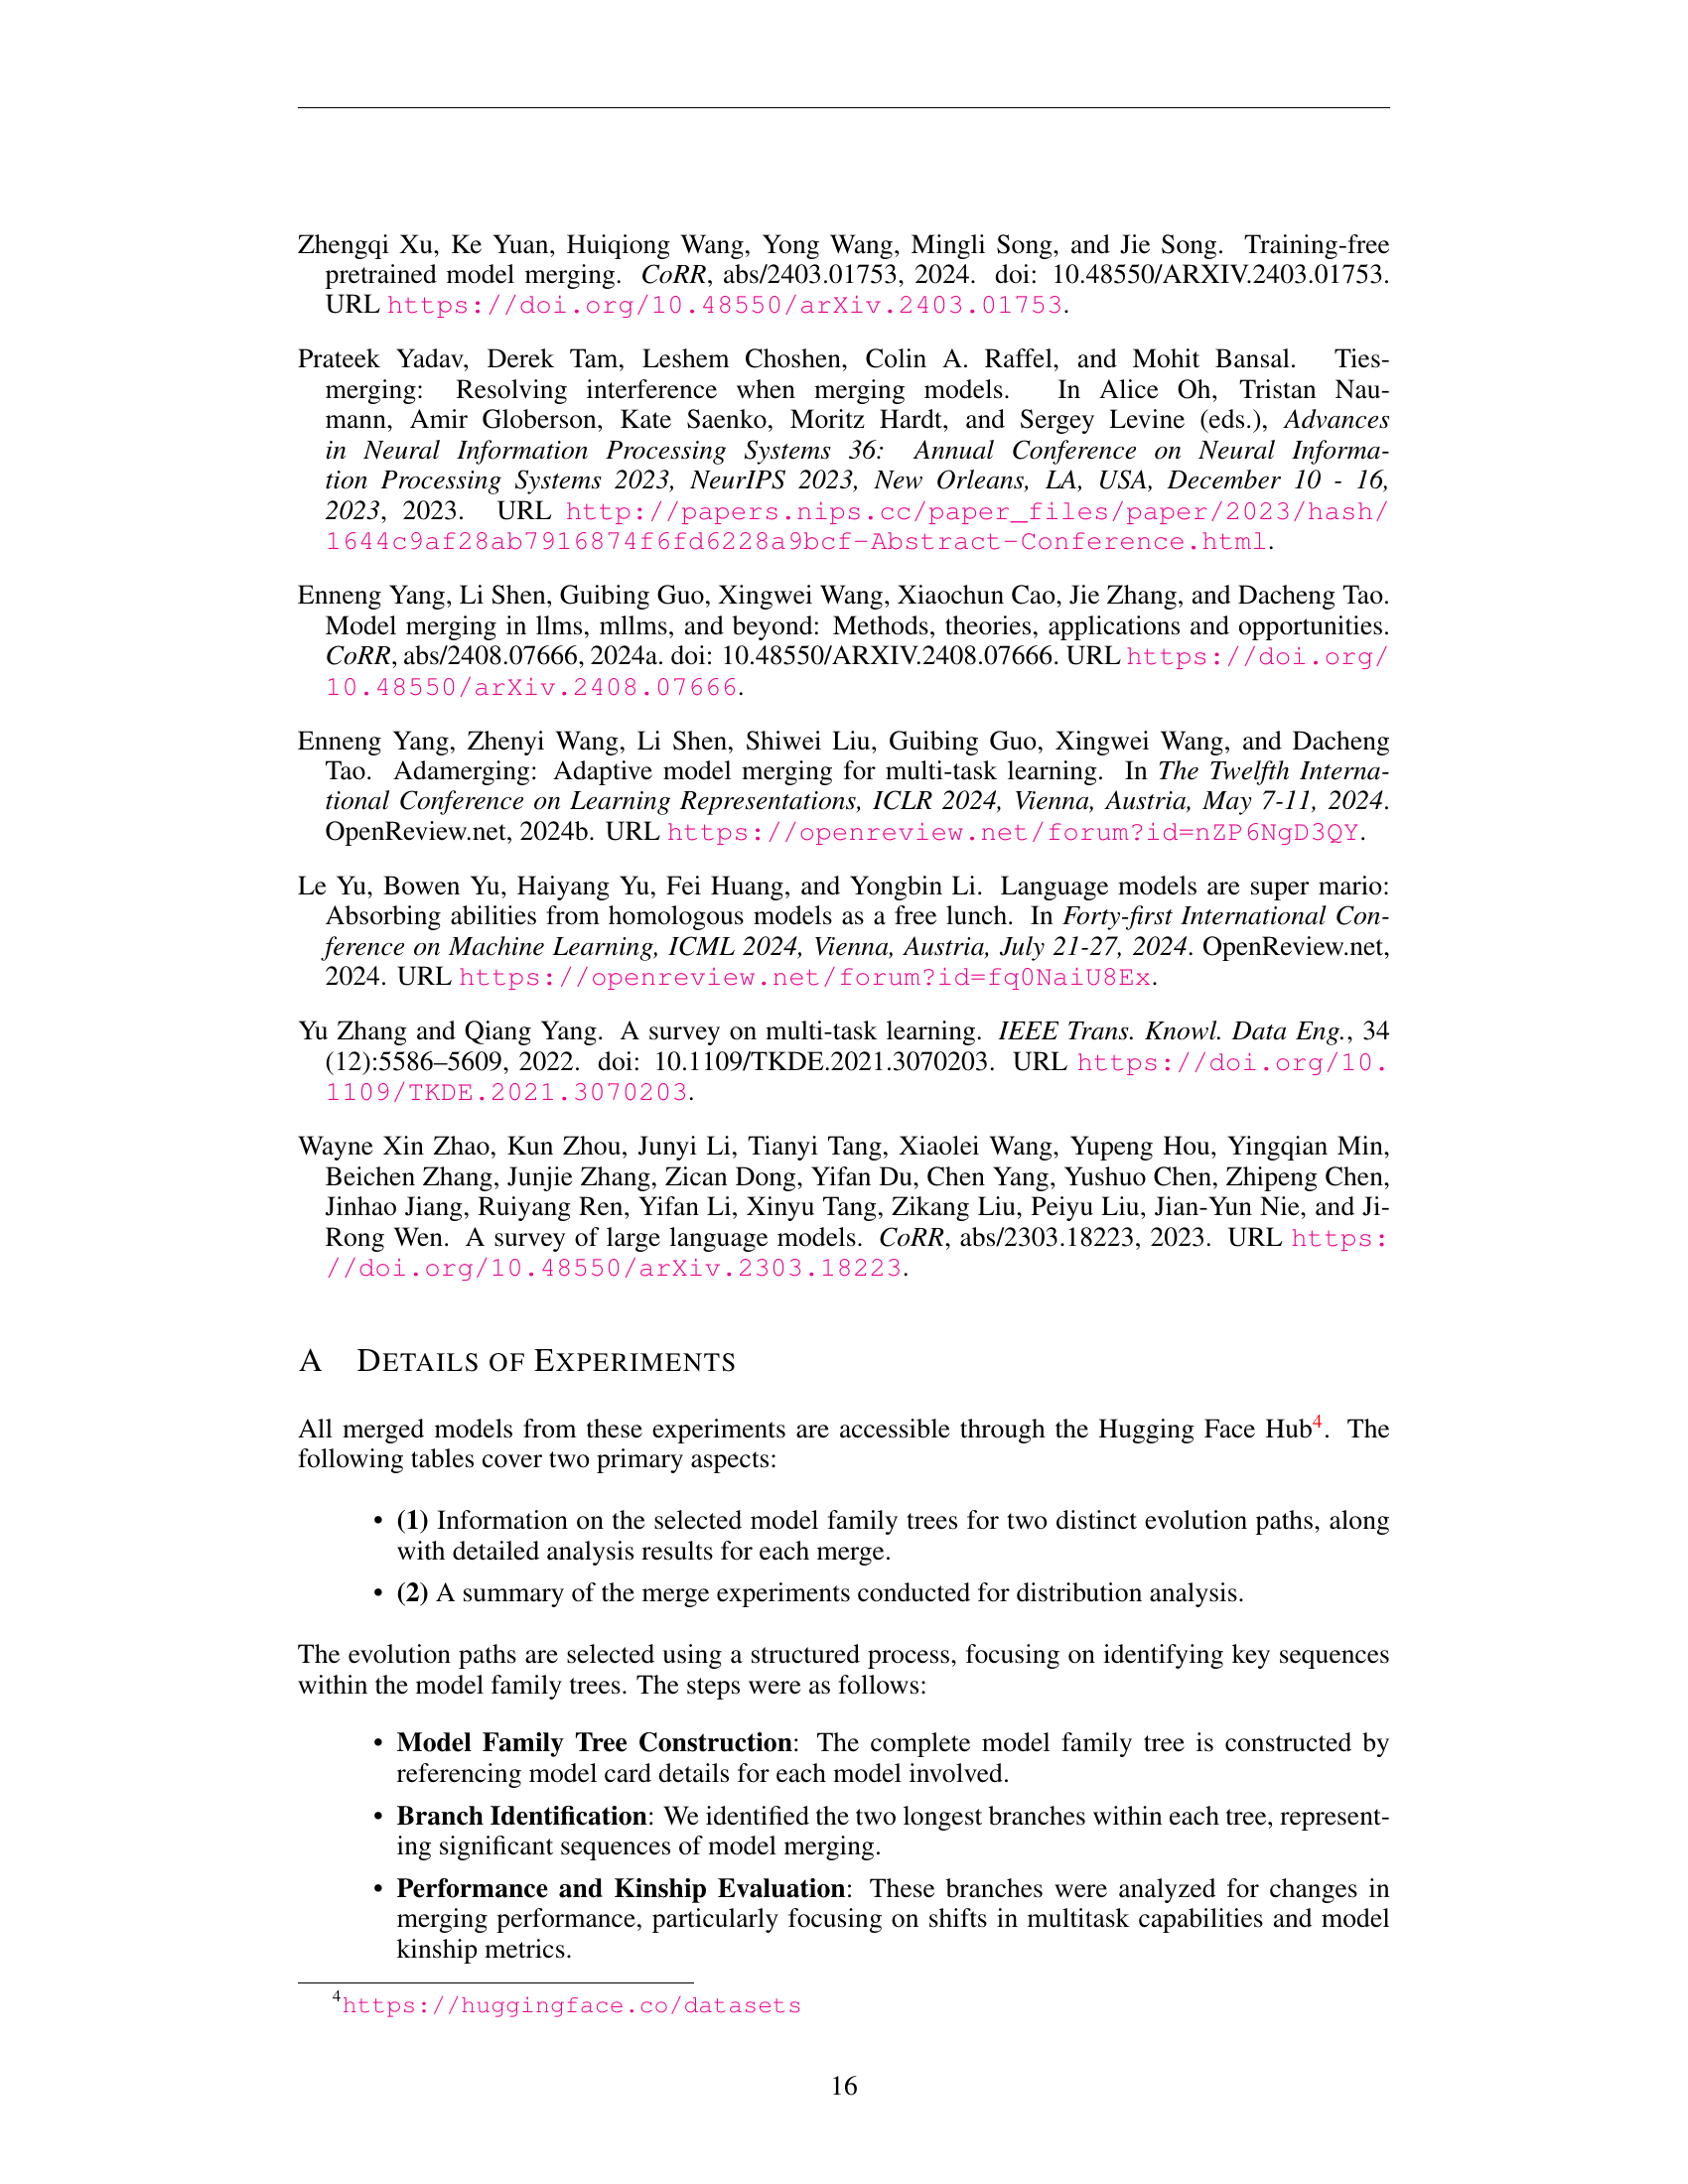 Zhengqi Xu, Ke Yuan, Huiqiong Wang, Yong Wang, Mingli Song, and Jie Song. Training-free
pretrained model merging. CoRR, abs/2403.01753, 2024. doi: 10.48550/ARXIV.2403.01753.
URL https://doi.org/10.48550/arXiv.2403.01753.
Prateek Yadav, Derek Tam, Leshem Choshen, Colin A. Raffel, and Mohit Bansal. Ties-
merging: Resolving interference when merging models. In Alice Oh, Tristan Nau-
mann, Amir Globerson, Kate Saenko, Moritz Hardt, and Sergey Levine (eds.), Advances
in Neural Information Processing Systems 36: Annual Conference on Neural Informa-
tion Processing Systems 2023, NeurIPS 2023, New Orleans, LA, USA, December 10 - 16,
2023, 2023. URL http://papers.nips.cc/paper_files/paper/2023/hash/
1644c9af28ab7916874f6fd6228a9bcf-Abstract-Conference.html.
Enneng Yang, Li Shen, Guibing Guo, Xingwei Wang, Xiaochun Cao, Jie Zhang, and Dacheng Tao.
Model merging in llms, mllms, and beyond: Methods, theories, applications and opportunities.
CoRR, abs/2408.07666, 2024a. doi: 10.48550/ARXIV.2408.07666. URL https://doi.org/
10.48550/arXiv.2408.07666.
Enneng Yang, Zhenyi Wang, Li Shen, Shiwei Liu, Guibing Guo, Xingwei Wang, and Dacheng
Tao. Adamerging: Adaptive model merging for multi-task learning. In The Twelfth Interna-
tional Conference on Learning Representations, ICLR 2024, Vienna, Austria, May 7-11, 2024.
OpenReview.net, 2024b. URL https://openreview.net/forum?id=nZP6NgD3QY.
Le Yu, Bowen Yu, Haiyang Yu, Fei Huang, and Yongbin Li. Language models are super mario:
Absorbing abilities from homologous models as a free lunch. In Forty-first International Con-
ference on Machine Learning, ICML 2024, Vienna, Austria, July 21-27, 2024. OpenReview.net,
2024. URL https://openreview.net/forum?id=fq0NaiU8Ex.
Yu Zhang and Qiang Yang. A survey on multi-task learning. IEEE Trans. Knowl. Data Eng., 34
(12):5586–5609, 2022. doi: 10.1109/TKDE.2021.3070203. URL https://doi.org/10.
1109/TKDE.2021.3070203.
Wayne Xin Zhao, Kun Zhou, Junyi Li, Tianyi Tang, Xiaolei Wang, Yupeng Hou, Yingqian Min,
Beichen Zhang, Junjie Zhang, Zican Dong, Yifan Du, Chen Yang, Yushuo Chen, Zhipeng Chen,
Jinhao Jiang, Ruiyang Ren, Yifan Li, Xinyu Tang, Zikang Liu, Peiyu Liu, Jian-Yun Nie, and Ji-
Rong Wen. A survey of large language models. CoRR, abs/2303.18223, 2023. URL https:
//doi.org/10.48550/arXiv.2303.18223.
A DETAILS OF EXPERIMENTS
All merged models from these experiments are accessible through the Hugging Face Hub4. The
following tables cover two primary aspects:
• (1) Information on the selected model family trees for two distinct evolution paths, along
with detailed analysis results for each merge.
• (2) A summary of the merge experiments conducted for distribution analysis.
The evolution paths are selected using a structured process, focusing on identifying key sequences
within the model family trees. The steps were as follows:
• Model Family Tree Construction: The complete model family tree is constructed by
referencing model card details for each model involved.
• Branch Identification: We identified the two longest branches within each tree, represent-
ing significant sequences of model merging.
• Performance and Kinship Evaluation: These branches were analyzed for changes in
merging performance, particularly focusing on shifts in multitask capabilities and model
kinship metrics.
4https://huggingface.co/datasets
16